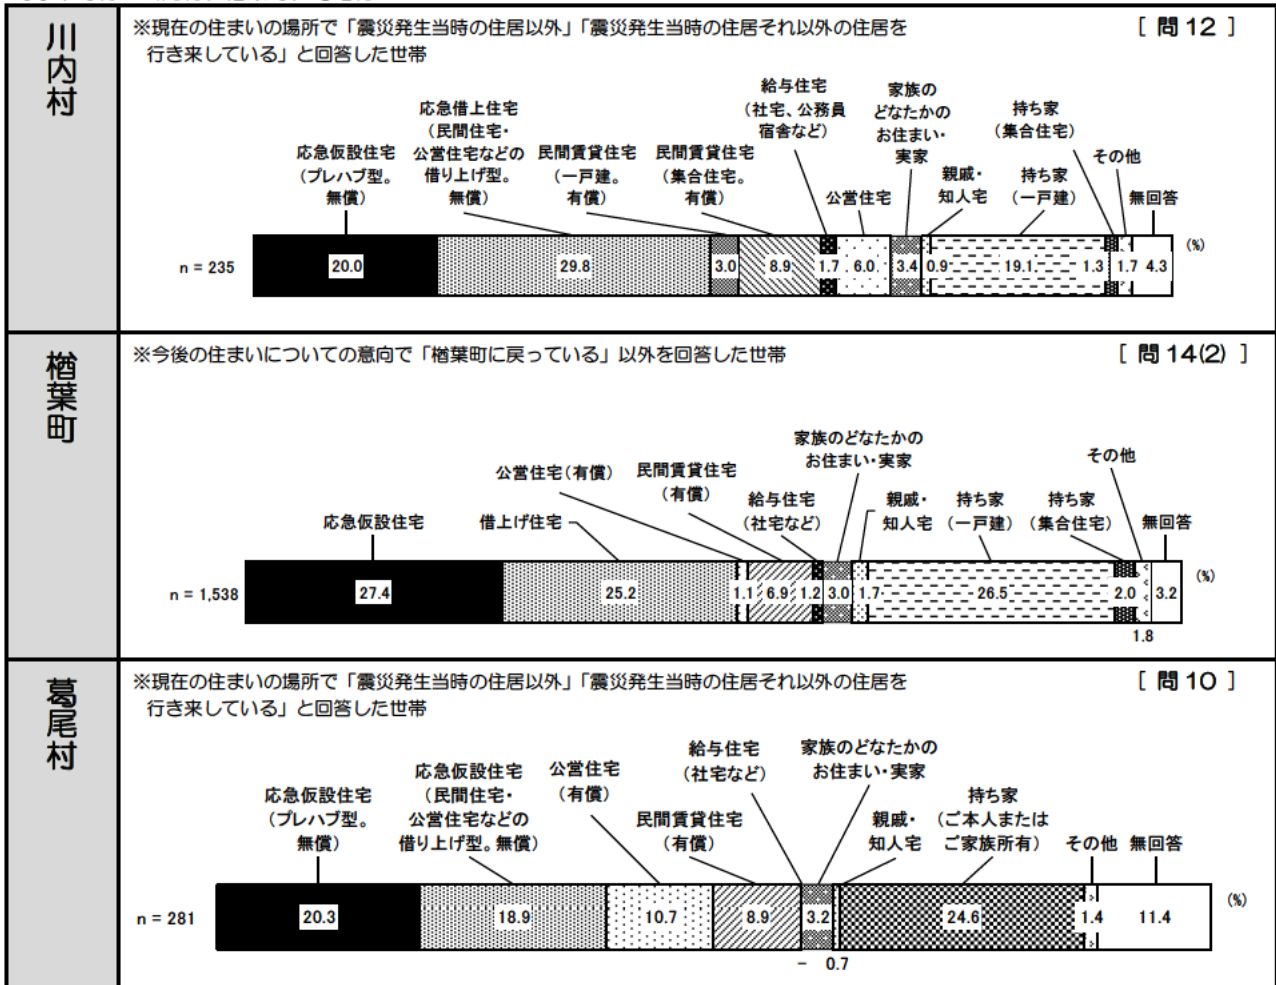 川内村
※現在の住まいの場所で「震災発生当時の住居以外」「震災発生当時の住居それ以外の住居を
行き来している」と回答した世帯
[ 問12 ]
応急仮設住宅
(プレハブ型。
無償)
応急借上住宅
(民間住宅・
公営住宅などの
借り上げ型。
無償)
民間賃貸住宅
(一戸建。
有償)
民間賃貸住宅
(集合住宅。
有償)
給与住宅
(社宅、公務員
宿舎など)
公営住宅
家族の
どなたかの
お住まい・
実家
親戚・
知人宅
持ち家
(一戸建)
持ち家
(集合住宅)
その他
無回答
(%)
n = 235
20.0
29.8
3.0
8.9
1.7
6.0
3.4
0.9
19.1
1.3
1.7
4.3
楢葉町
※今後の住まいについての意向で「楢葉町に戻っている」以外を回答した世帯
[ 問14(2) ]
応急仮設住宅
借上げ住宅
公営住宅(有償)
民間賃貸住宅
(有償)
給与住宅
(社宅など)
家族のどなたかの
お住まい・実家
親戚・
知人宅
持ち家
(一戸建)
持ち家
(集合住宅)
その他
無回答
(%)
n = 1,538
27.4
25.2
1.1
6.9
1.2
3.0
1.7
26.5
2.0
1.8
3.2
葛尾村
※現在の住まいの場所で「震災発生当時の住居以外」「震災発生当時の住居それ以外の住居を
行き来している」と回答した世帯
[ 問10 ]
応急仮設住宅
(プレハブ型。
無償)
応急仮設住宅
(民間住宅・
公営住宅などの
借り上げ型。無償)
公営住宅
(有償)
民間賃貸住宅
(有償)
給与住宅
(社宅など)
家族のどなたかの
お住まい・実家
親戚・
知人宅
持ち家
(ご本人または
ご家族所有)
その他
無回答
(%)
n = 281
20.3
18.9
10.7
8.9
–
3.2
0.7
24.6
1.4
11.4